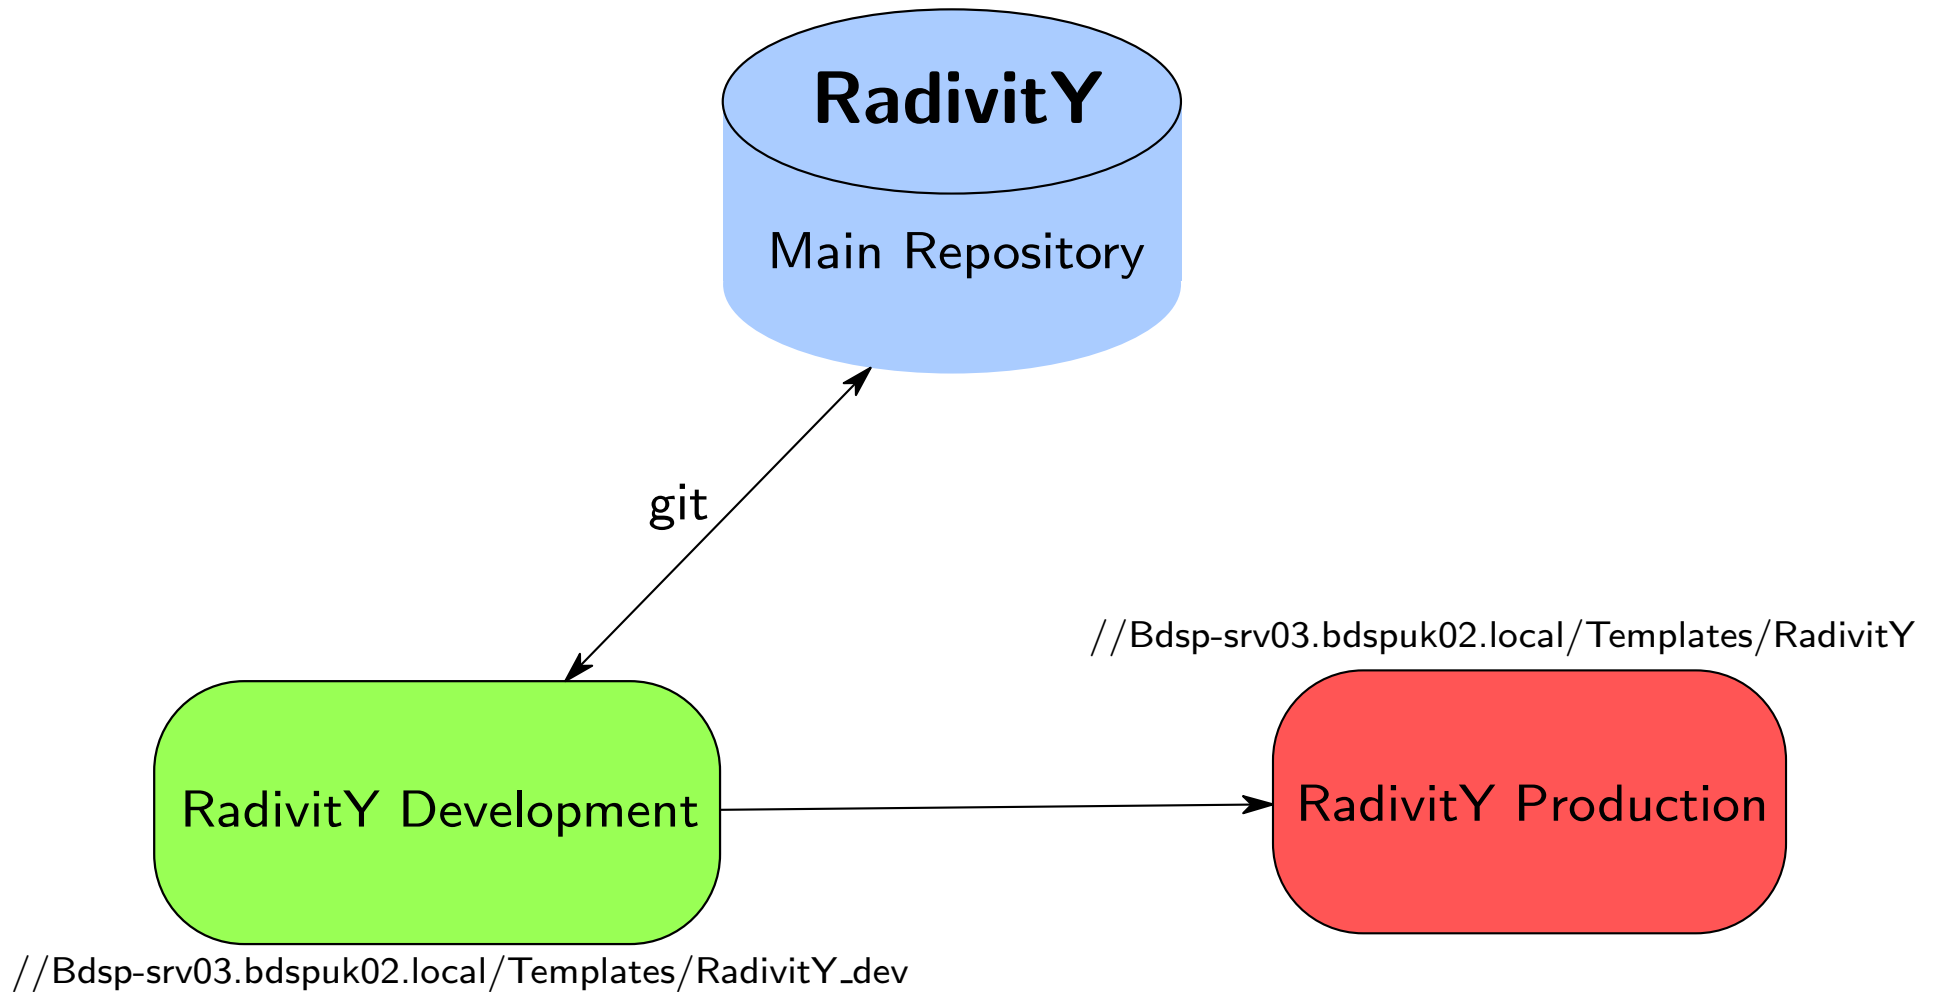 RadivitY
Main Repository
git
//Bdsp-srv03.bdspuk02.local/Templates/RadivitY
RadivitY Development
RadivitY Production
//Bdsp-srv03.bdspuk02.local/Templates/RadivitY_dev